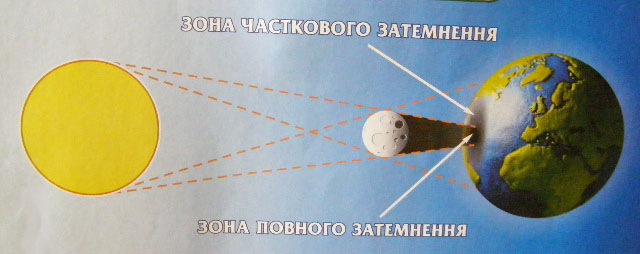 ЗОНА ЧАСТКОВОГО ЗАТЕМНЕННЯ
ЗОНА ПОВНОГО ЗАТЕМНЕННЯ